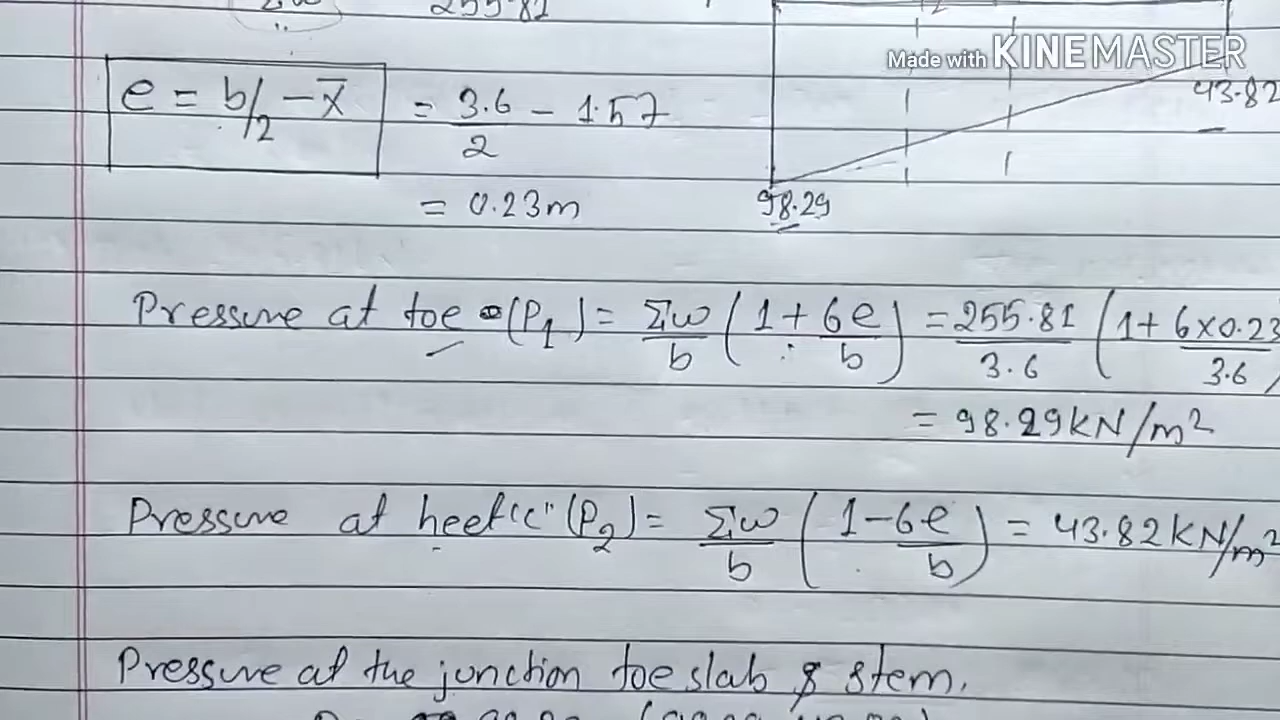 255.81
Made with KINEMASTER
e = b/2 - x̄ = 3.6/2 - 1.57
43.82
= 0.23m
98.29
Pressure at toe (P1) = Σw/b (1 + 6e/b) = 255.81/3.6 (1 + 6×0.23/3.6)
= 98.29 KN/m²
Pressure at heel "c" (P2) = Σw/b (1 - 6e/b) = 43.82 KN/m²
Pressure at the junction toe slab & stem.